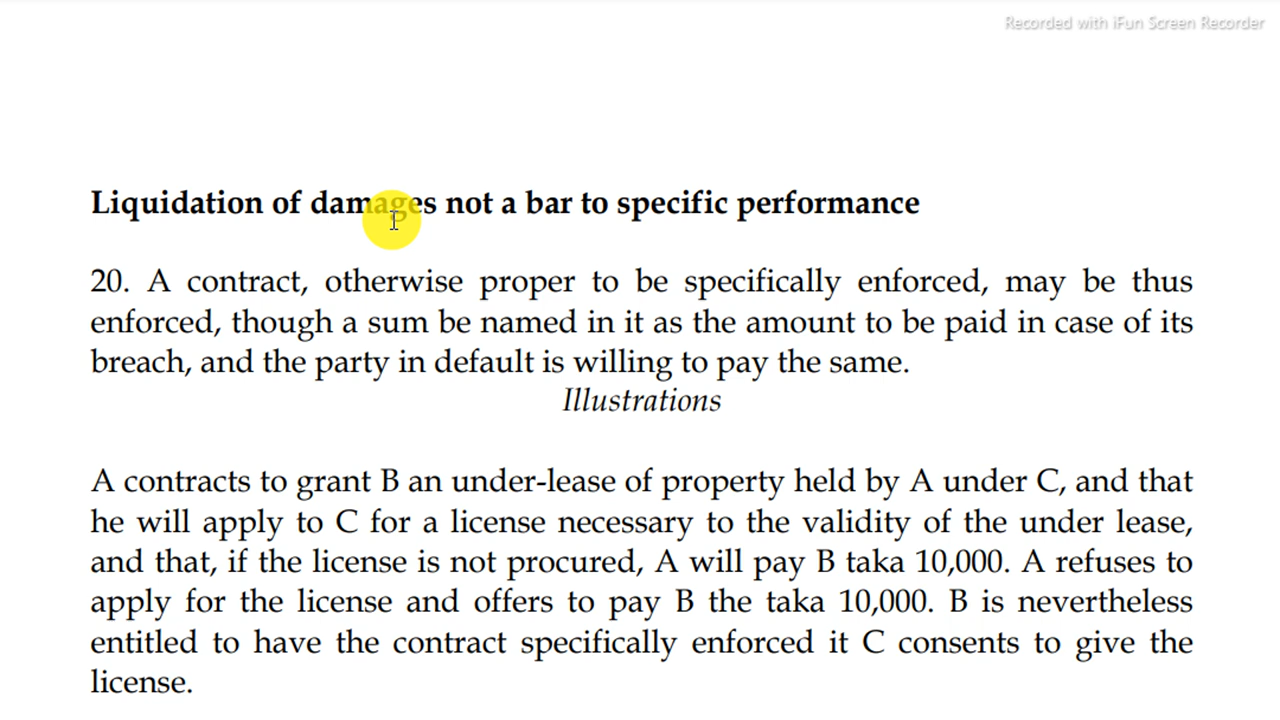 Recorded with iFun Screen Recorder
Liquidation of damages not a bar to specific performance
20. A contract, otherwise proper to be specifically enforced, may be thus
enforced, though a sum be named in it as the amount to be paid in case of its
breach, and the party in default is willing to pay the same.
Illustrations
A contracts to grant B an under-lease of property held by A under C, and that
he will apply to C for a license necessary to the validity of the under lease,
and that, if the license is not procured, A will pay B taka 10,000. A refuses to
apply for the license and offers to pay B the taka 10,000. B is nevertheless
entitled to have the contract specifically enforced it C consents to give the
license.